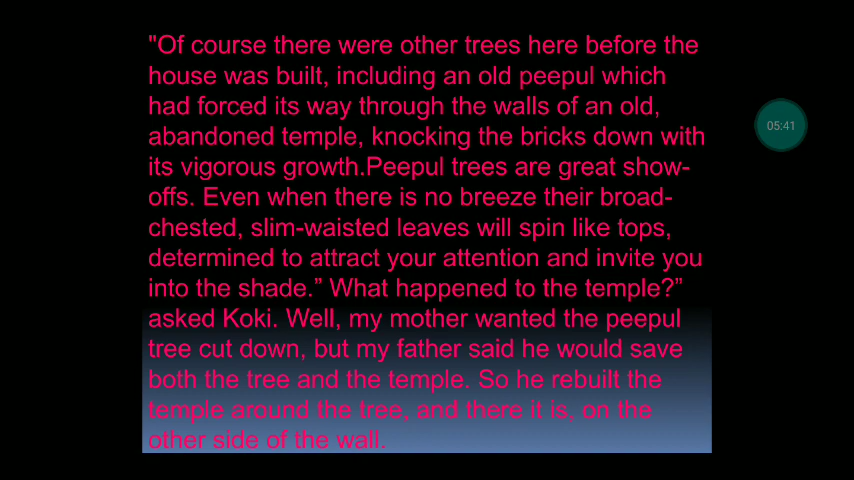 "Of course there were other trees here before the
house was built, including an old peepul which
had forced its way through the walls of an old,
abandoned temple, knocking the bricks down with
its vigorous growth.Peepul trees are great show-
offs. Even when there is no breeze their broad-
chested, slim-waisted leaves will spin like tops,
determined to attract your attention and invite you
into the shade.” What happened to the temple?”
asked Koki. Well, my mother wanted the peepul
tree cut down, but my father said he would save
both the tree and the temple. So he rebuilt the
temple around the tree, and there it is, on the
other side of the wall.
05:41